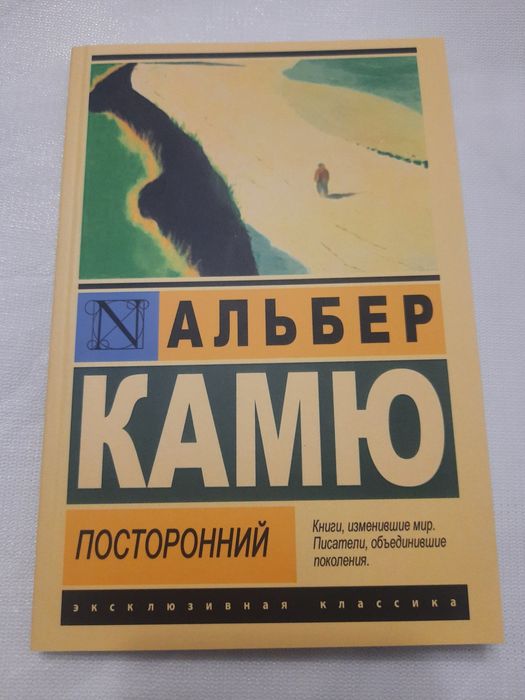 N АЛЬБЕР
КАМЮ
ПОСТОРОННИЙ
Книги, изменившие мир.
Писатели, объединившие
поколения.
эксклюзивная классика